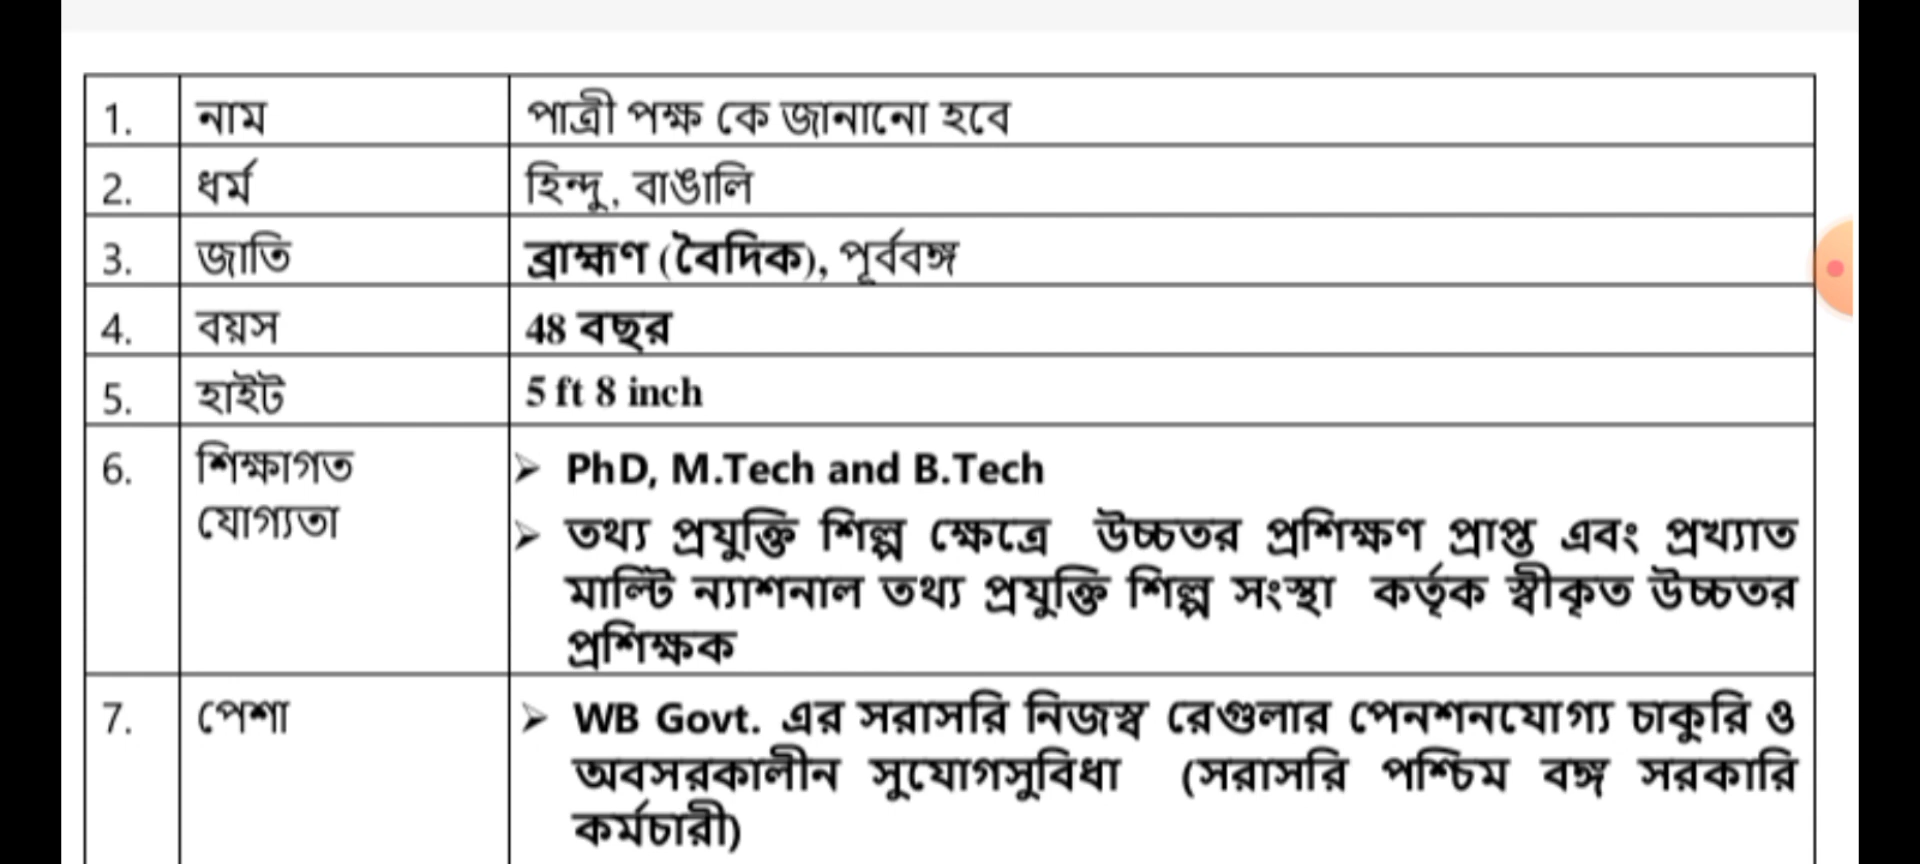 1. নাম পাত্রী পক্ষ কে জানানো হবে
2. ধর্ম হিন্দু, বাঙালি
3. জাতি ব্রাহ্মণ (বৈদিক), পূর্ববঙ্গ
4. বয়স 48 বছর
5. হাইট 5 ft 8 inch
6. শিক্ষাগত যোগ্যতা
➢ PhD, M.Tech and B.Tech
➢ তথ্য প্রযুক্তি শিল্প ক্ষেত্রে উচ্চতর প্রশিক্ষণ প্রাপ্ত এবং প্রখ্যাত
মাল্টি ন্যাশনাল তথ্য প্রযুক্তি শিল্প সংস্থা কর্তৃক স্বীকৃত উচ্চতর
প্রশিক্ষক
7. পেশা ➢ WB Govt. এর সরাসরি নিজস্ব রেগুলার পেনশনযোগ্য চাকুরি ও
অবসরকালীন সুযোগসুবিধা (সরাসরি পশ্চিম বঙ্গ সরকারি
কর্মচারী)